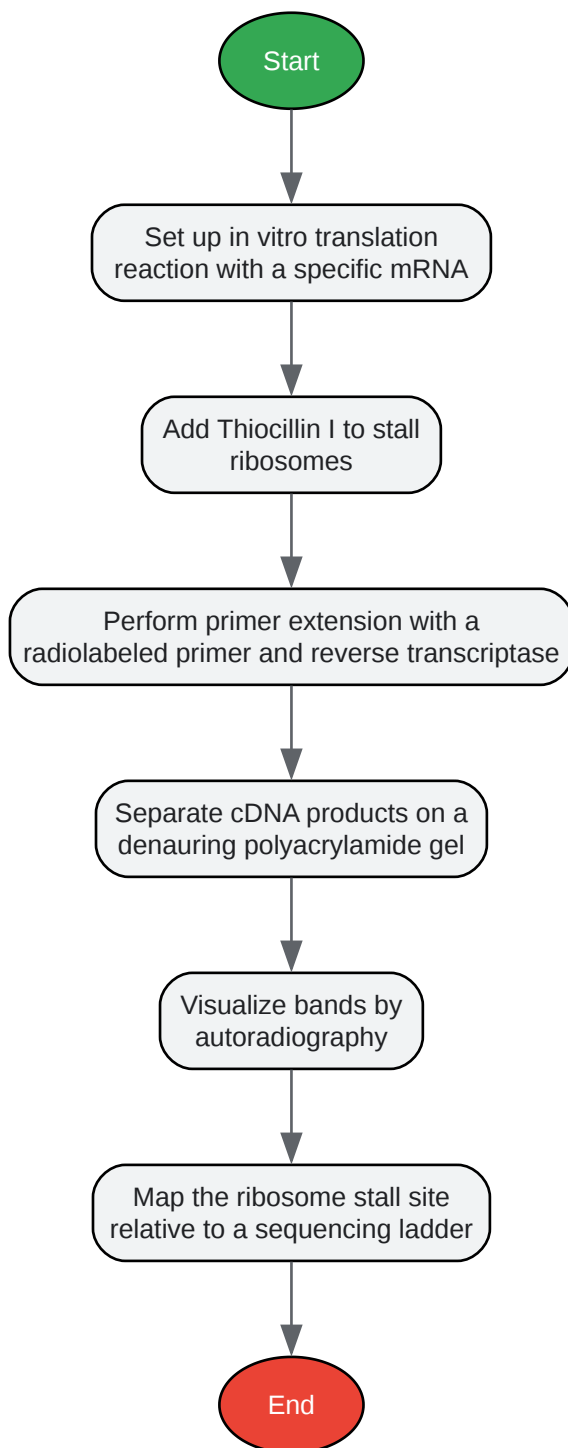 Start
Set up in vitro translation
reaction with a specific mRNA
Add Thiocillin I to stall
ribosomes
Perform primer extension with a
radiolabeled primer and reverse transcriptase
Separate cDNA products on a
denauring polyacrylamide gel
Visualize bands by
autoradiography
Map the ribosome stall site
relative to a sequencing ladder
End